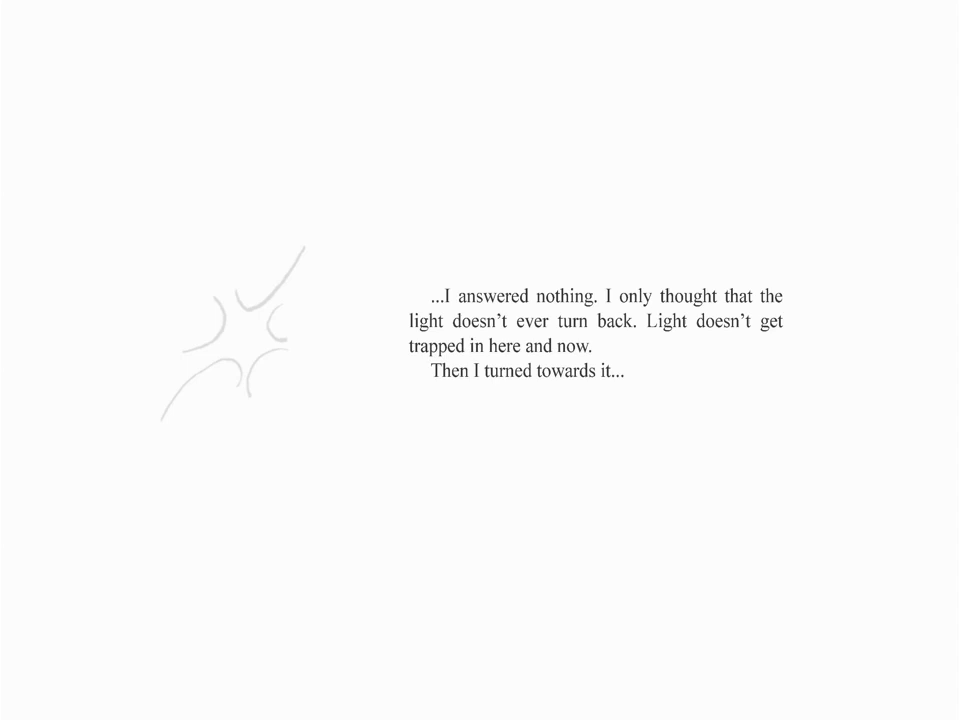 ...I answered nothing. I only thought that the
light doesn't ever turn back. Light doesn't get
trapped in here and now.
Then I turned towards it...